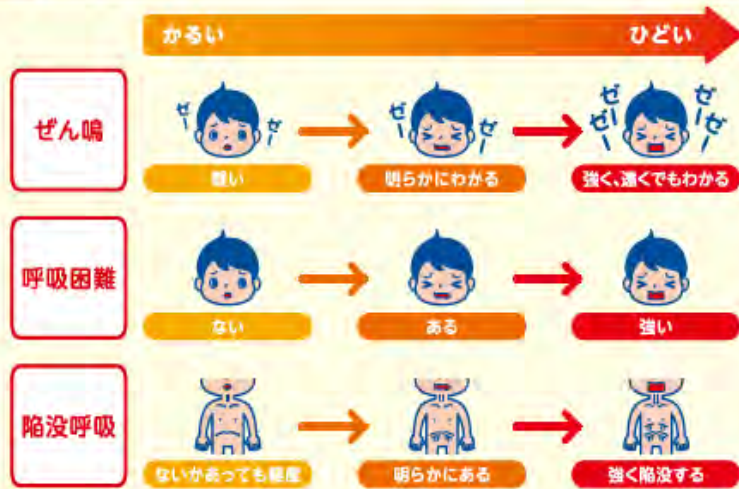 かるい
ひどい
ぜん鳴
ゼー
ゼー
ゼー
ゼー
ゼー
ゼー
ゼー
ゼー
軽い
明らかにわかる
強く、遠くでもわかる
呼吸困難
ない
ある
強い
陥没呼吸
ないかあっても軽度
明らかにある
強く陥没する